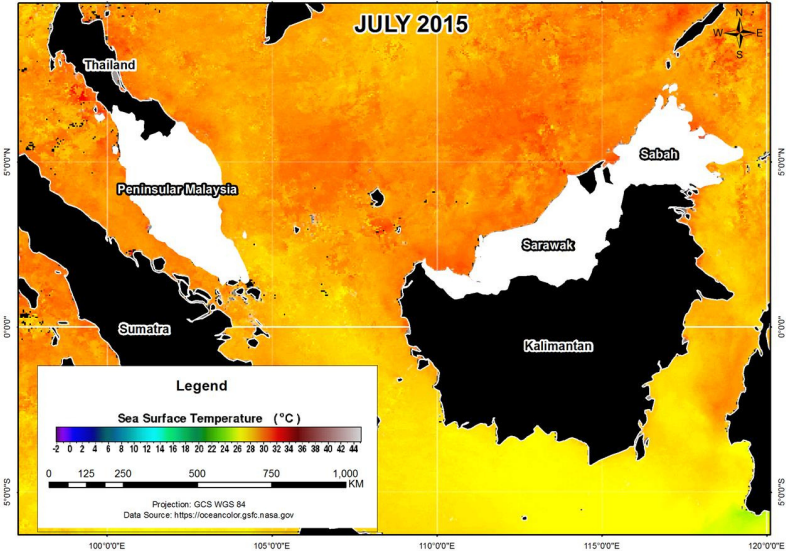 JULY 2015
N
W E
S
Thailand
Sabah
Peninsular Malaysia
Sarawak
Sumatra
Kalimantan
5°0'0"N
0°0'0"
5°0'0"S
5°0'0"N
0°0'0"
5°0'0"S
Legend
Sea Surface Temperature (°C)
-2 0 2 4 6 8 10 12 14 16 18 20 22 24 26 28 30 32 34 36 38 40 42 44
0 125 250 500 750 1,000
KM
Projection: GCS WGS 84
Data Source: https://oceancolor.gsfc.nasa.gov
100°0'0"E 105°0'0"E 110°0'0"E 115°0'0"E 120°0'0"E